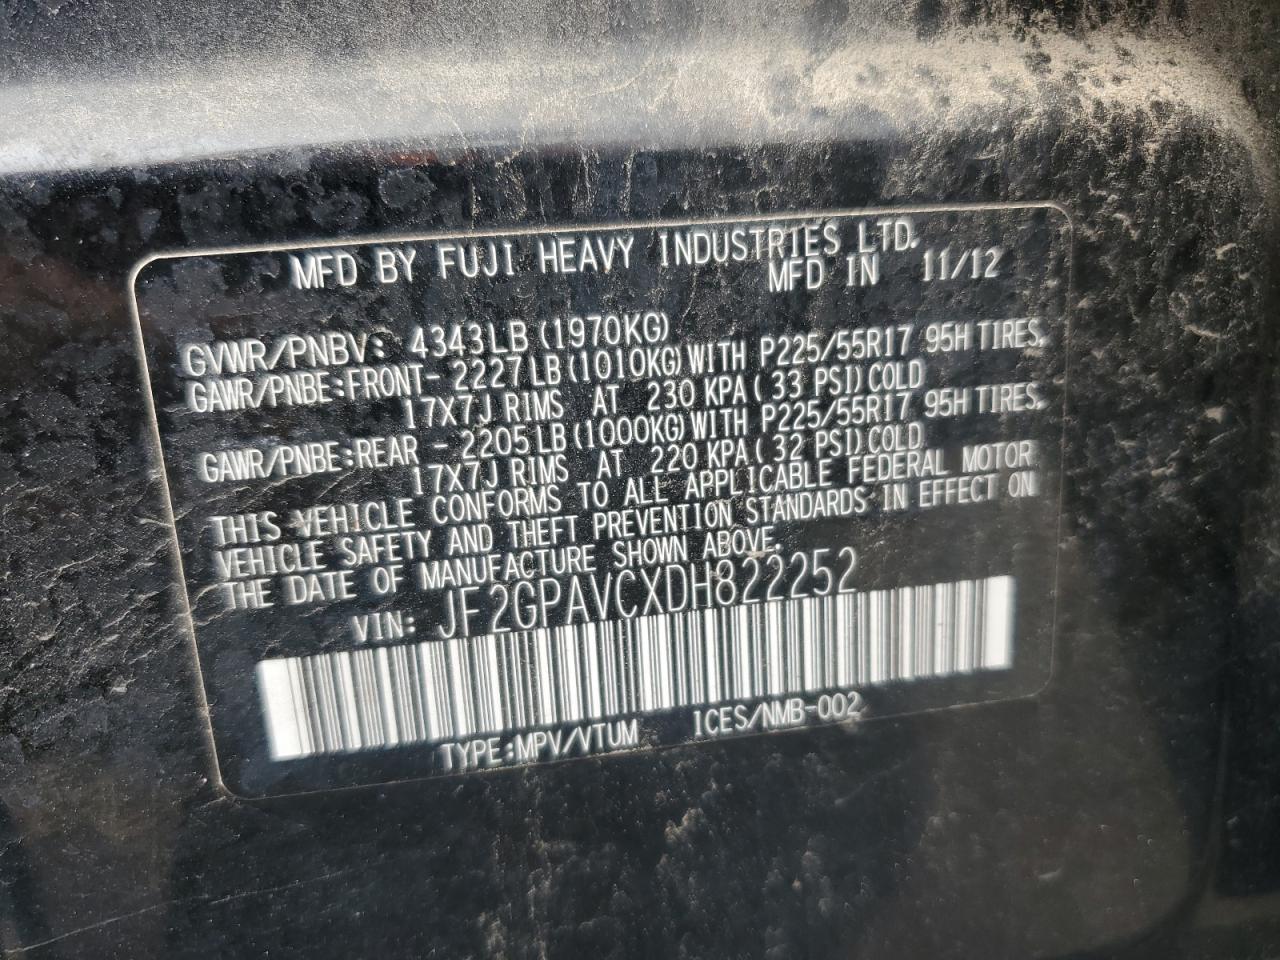 MFD BY FUJI HEAVY INDUSTRIES LTD.
MFD IN 11/12
GVWR/PNBV: 4343LB (1970KG)
GAWR/PNBE:FRONT- 2227LB (1010KG) WITH P225/55R17 95H TIRES.
17X7J RIMS AT 230 KPA ( 33 PSI) COLD
GAWR/PNBE:REAR - 2205LB (1000KG) WITH P225/55R17 95H TIRES.
17X7J RIMS AT 220 KPA ( 32 PSI) COLD.
THIS VEHICLE CONFORMS TO ALL APPLICABLE FEDERAL MOTOR
VEHICLE SAFETY AND THEFT PREVENTION STANDARDS IN EFFECT ON
THE DATE OF MANUFACTURE SHOWN ABOVE.
VIN: JF2GPAVCXDH822252
TYPE:MPV/VTUM ICES/NMB-002